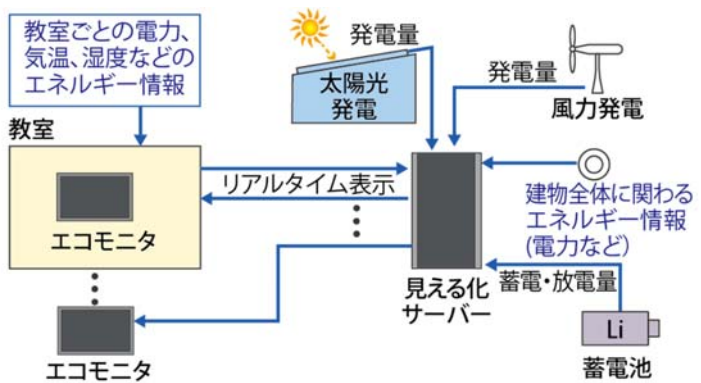 教室ごとの電力、
気温、湿度などの
エネルギー情報
発電量
太陽光
発電
発電量
風力発電
教室
エコモニタ
リアルタイム表示
建物全体に関わる
エネルギー情報
(電力など)
見える化
サーバー
蓄電・放電量
Li
蓄電池
エコモニタ